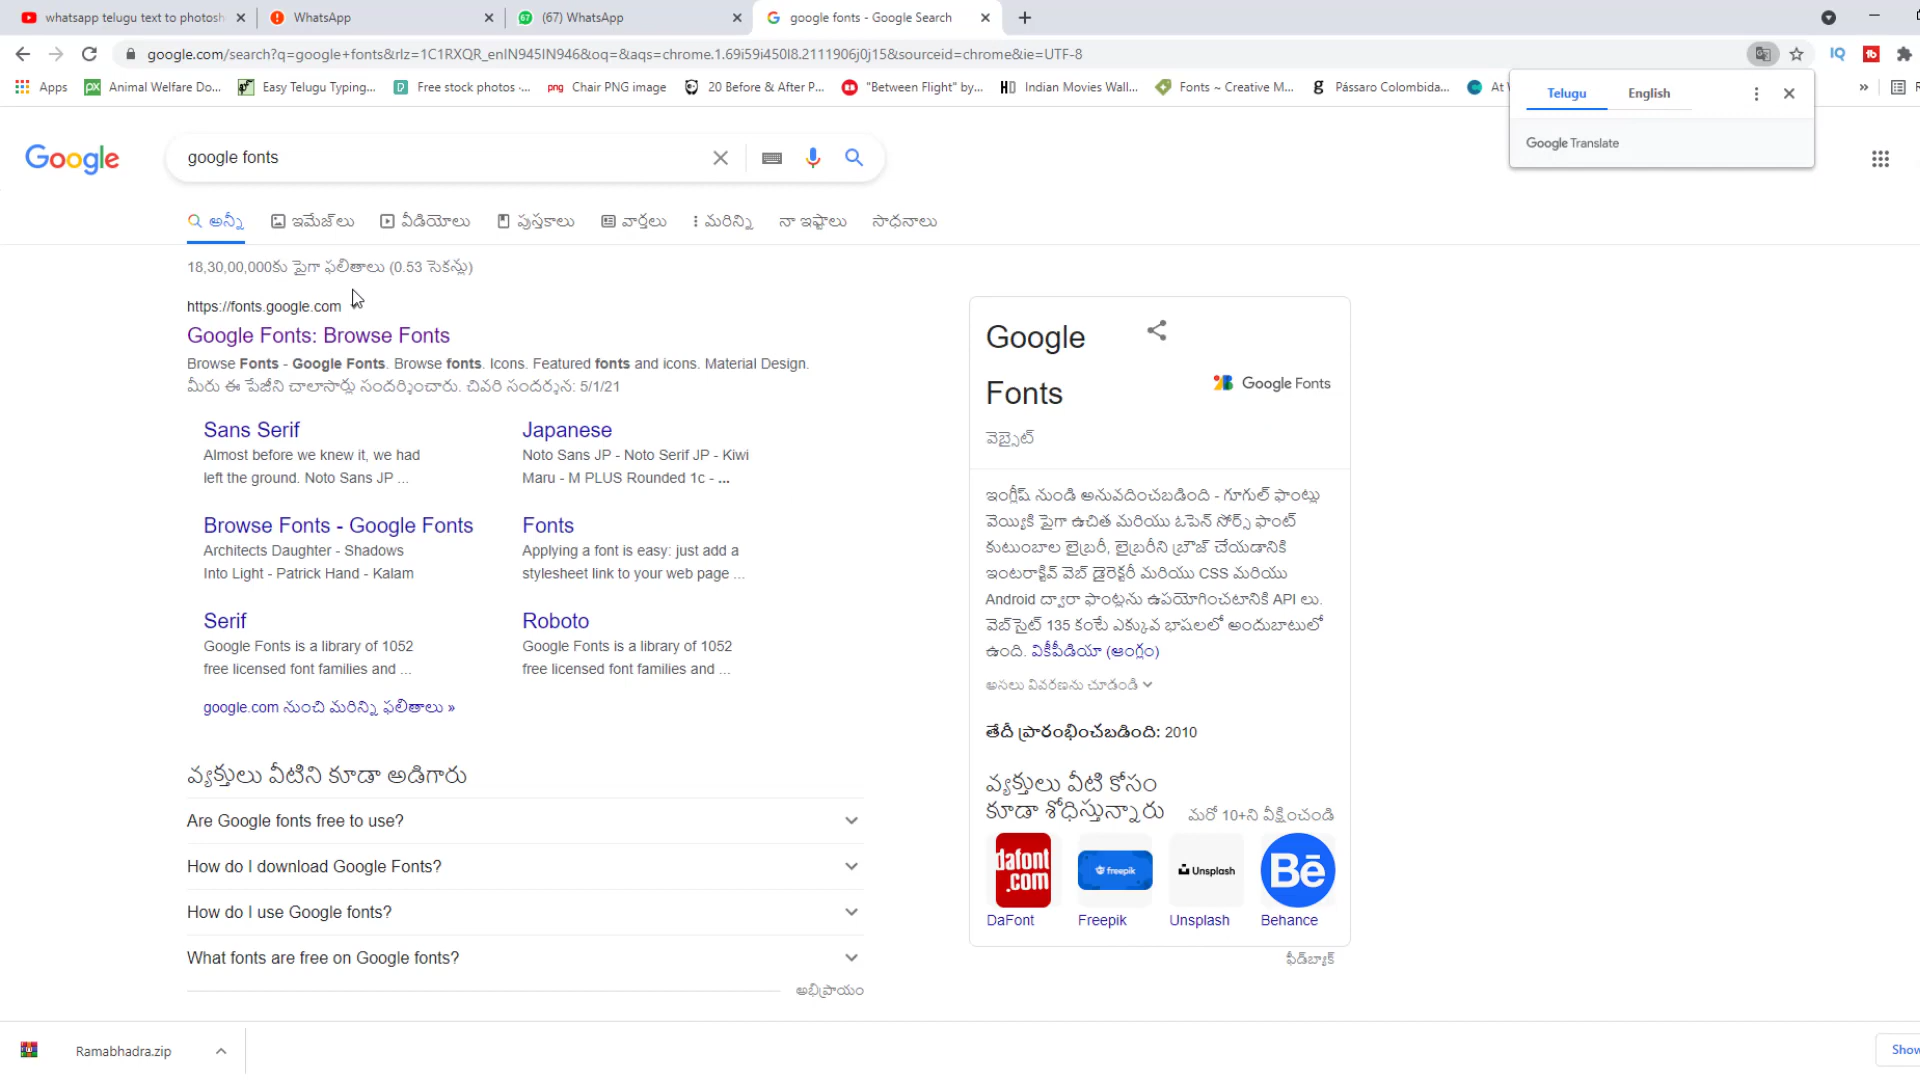 whatsapp telugu text to photosh
WhatsApp
(67) WhatsApp
google fonts - Google Search
google.com/search?q=google+fonts&rlz=1C1RXQR_enIN945IN946&oq=&aqs=chrome.1.69i59i450l8.2111906j0j15&sourceid=chrome&ie=UTF-8
Apps
Animal Welfare Do...
Easy Telugu Typing...
Free stock photos ·...
Chair PNG image
20 Before & After P...
"Between Flight" by...
Indian Movies Wall...
Fonts ~ Creative M...
Pássaro Colombida...
Telugu
English
Google Translate
Google
google fonts
అన్నీ
ఇమేజ్‌లు
వీడియోలు
పుస్తకాలు
వార్తలు
మరిన్ని
నా ఇష్టాలు
సాధనాలు
18,30,00,000కు పైగా ఫలితాలు (0.53 సెకన్లు)
https://fonts.google.com
Google Fonts: Browse Fonts
Browse Fonts - Google Fonts. Browse fonts. Icons. Featured fonts and icons. Material Design.
మీరు ఈ పేజీని చాలాసార్లు సందర్శించారు. చివరి సందర్శన: 5/1/21
Sans Serif
Almost before we knew it, we had
left the ground. Noto Sans JP ...
Japanese
Noto Sans JP - Noto Serif JP - Kiwi
Maru - M PLUS Rounded 1c - ...
Browse Fonts - Google Fonts
Architects Daughter - Shadows
Into Light - Patrick Hand - Kalam
Fonts
Applying a font is easy: just add a
stylesheet link to your web page ...
Serif
Google Fonts is a library of 1052
free licensed font families and ...
Roboto
Google Fonts is a library of 1052
free licensed font families and ...
google.com నుంచి మరిన్ని ఫలితాలు »
వ్యక్తులు వీటిని కూడా అడిగారు
Are Google fonts free to use?
How do I download Google Fonts?
How do I use Google fonts?
What fonts are free on Google fonts?
అభిప్రాయం
Google
Fonts
Google Fonts
వెబ్సైట్
ఇంగ్లీష్ నుండి అనువదించబడింది - గూగుల్ ఫాంట్లు
వెయ్యికి పైగా ఉచిత మరియు ఓపెన్ సోర్స్ ఫాంట్
కుటుంబాల లైబ్రరీ, లైబ్రరీని బ్రౌజ్ చేయడానికి
ఇంటరాక్టివ్ వెబ్ డైరెక్టరీ మరియు CSS మరియు
Android ద్వారా ఫాంట్లను ఉపయోగించటానికి API లు.
వెబ్‌సైట్ 135 కంటే ఎక్కువ భాషలలో అందుబాటులో
ఉంది. వికీపీడియా (ఆంగ్లం)
అసలు వివరణను చూడండి
తేదీ ప్రారంభించబడింది: 2010
వ్యక్తులు వీటి కోసం
కూడా శోధిస్తున్నారు
మరో 10+ని వీక్షించండి
dafont
.com
freepik
Unsplash
Bē
DaFont
Freepik
Unsplash
Behance
ఫీడ్‌బ్యాక్
Ramabhadra.zip